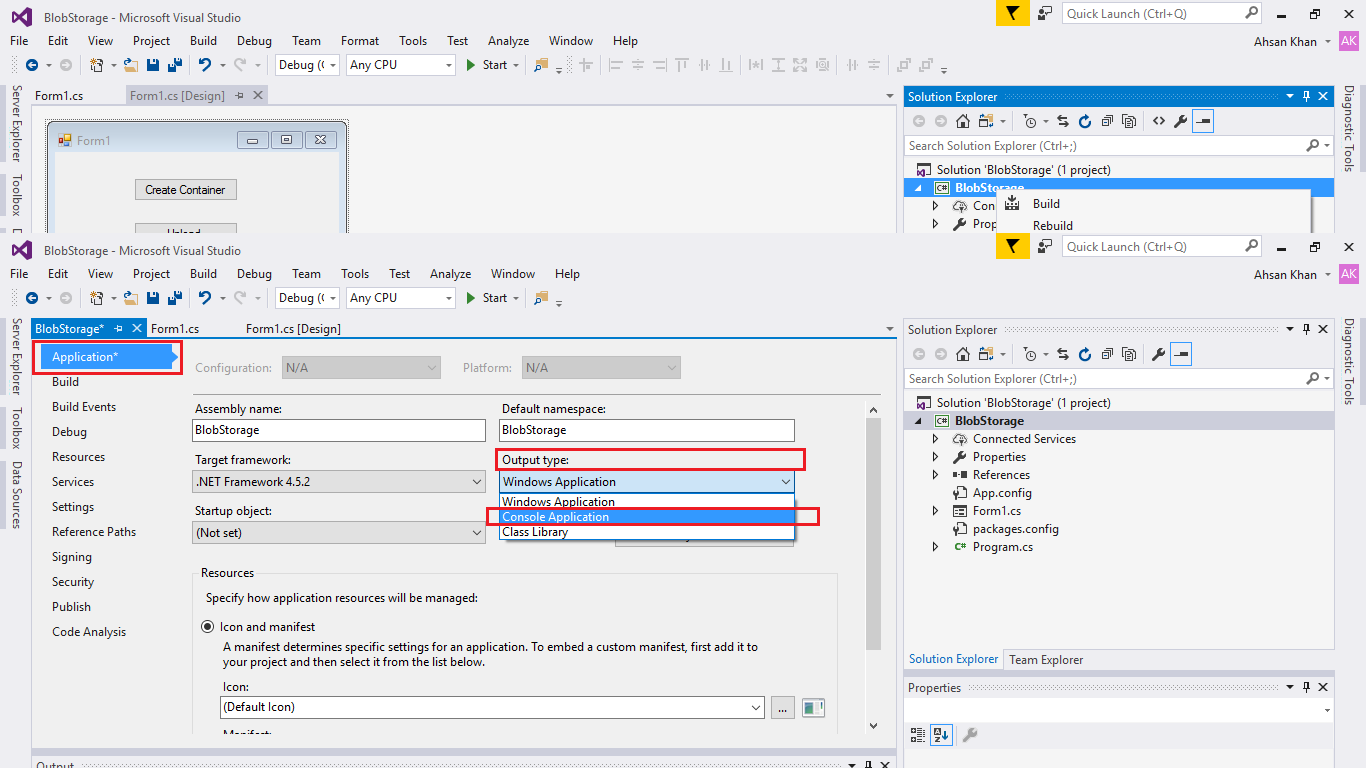 BlobStorage - Microsoft Visual Studio
Quick Launch (Ctrl+Q)
File Edit View Project Build Debug Team Format Tools Test Analyze Window Help
Ahsan Khan AK
Debug (C Any CPU Start
Server Explorer
Toolbox
Form1.cs Form1.cs [Design]
Form1
Create Container
Upload
Solution Explorer
Search Solution Explorer (Ctrl+;)
Solution 'BlobStorage' (1 project)
C# BlobStorage
Con
Prop
Build
Rebuild
Diagnostic Tools
BlobStorage - Microsoft Visual Studio
Quick Launch (Ctrl+Q)
File Edit View Project Build Debug Team Tools Test Analyze Window Help
Ahsan Khan AK
Debug (C Any CPU Start
Server Explorer
Toolbox
Data Sources
BlobStorage* Form1.cs Form1.cs [Design]
Application*
Build
Build Events
Debug
Resources
Services
Settings
Reference Paths
Signing
Security
Publish
Code Analysis
Configuration: N/A Platform: N/A
Assembly name: Default namespace:
BlobStorage BlobStorage
Target framework: Output type:
.NET Framework 4.5.2 Windows Application
Windows Application
Console Application
Class Library
Startup object:
(Not set)
Resources
Specify how application resources will be managed:
Icon and manifest
A manifest determines specific settings for an application. To embed a custom manifest, first add it to
your project and then select it from the list below.
Icon:
(Default Icon) ...
Manifest:
Output
Solution Explorer
Search Solution Explorer (Ctrl+;)
Solution 'BlobStorage' (1 project)
C# BlobStorage
Connected Services
Properties
References
App.config
Form1.cs
packages.config
C# Program.cs
Solution Explorer Team Explorer
Properties
Diagnostic Tools